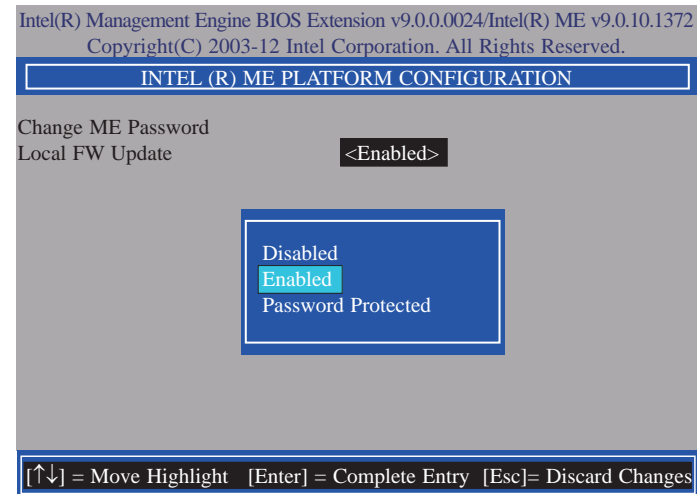 Intel(R) Management Engine BIOS Extension v9.0.0.0024/Intel(R) ME v9.0.10.1372
Copyright(C) 2003-12 Intel Corporation. All Rights Reserved.
INTEL (R) ME PLATFORM CONFIGURATION
Change ME Password
Local FW Update <Enabled>
Disabled
Enabled
Password Protected
[↑↓] = Move Highlight [Enter] = Complete Entry [Esc]= Discard Changes